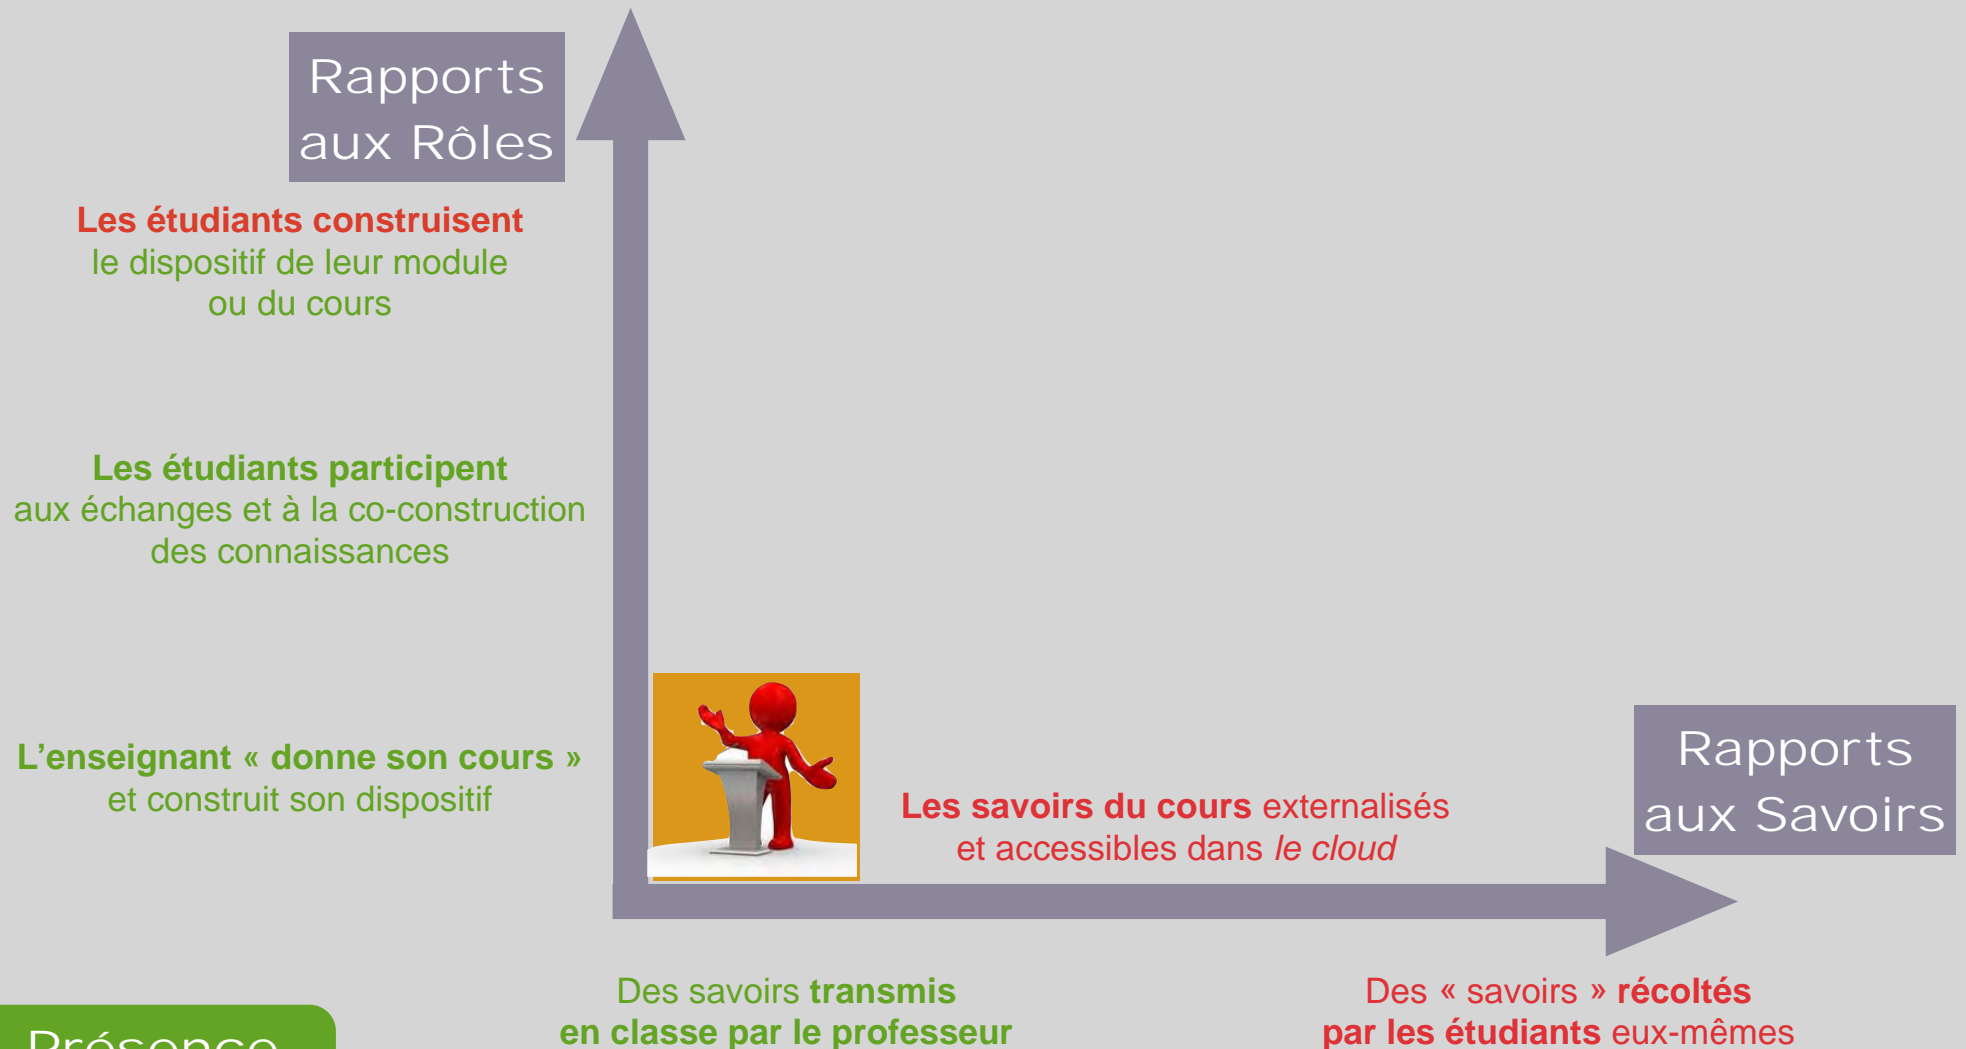 Rapports
aux Rôles
Les étudiants construisent
le dispositif de leur module
ou du cours
Les étudiants participent
aux échanges et à la co-construction
des connaissances
L’enseignant « donne son cours »
et construit son dispositif
Les savoirs du cours externalisés
et accessibles dans le cloud
Rapports
aux Savoirs
Des savoirs transmis
en classe par le professeur
Des « savoirs » récoltés
par les étudiants eux-mêmes
Présence